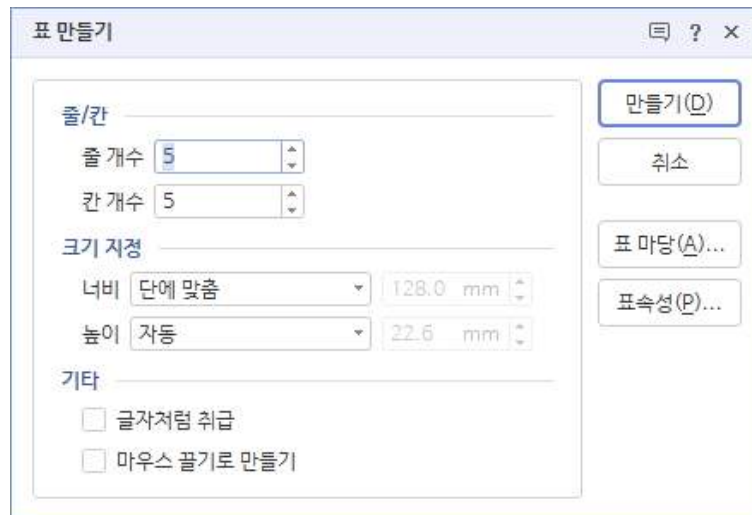 표 만들기
?
만들기(D)
줄/칸
줄 개수 5
취소
칸 개수 5
크기 지정
표 마당(A)...
너비 단에 맞춤 128.0 mm
표속성(P)...
높이 자동 22.6 mm
기타
글자처럼 취급
마우스 끌기로 만들기